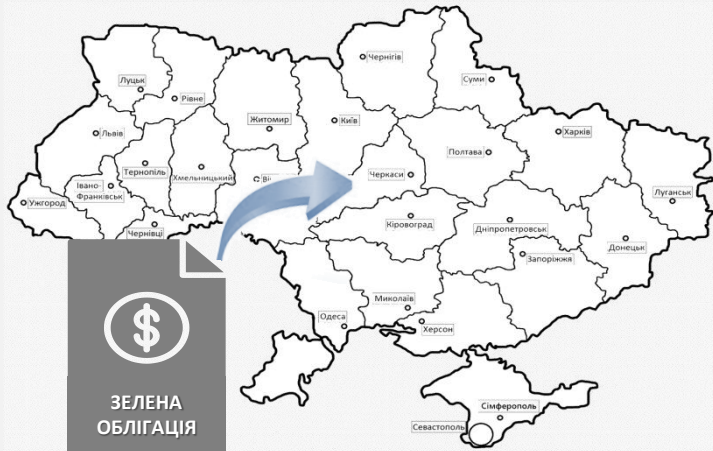 Чернігів
Луцьк
Суми
Рівне
Житомир
Київ
Львів
Харків
Полтава
Тернопіль
Хмельницький
Ві
Черкаси
Івано-
Франківськ
Луганськ
Ужгород
Кіровоград
Дніпропетровськ
Чернівці
Донецьк
Запоріжжя
Миколаїв
Одеса
Херсон
$
ЗЕЛЕНА
ОБЛІГАЦІЯ
Сімферополь
Севастополь